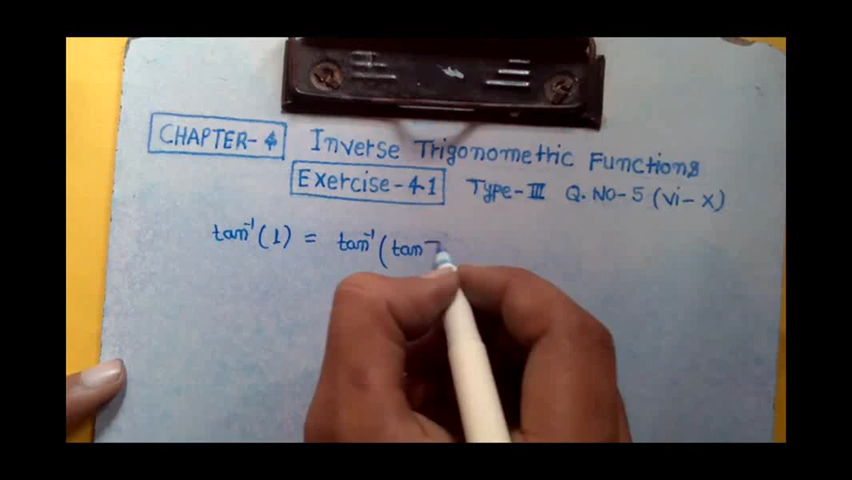 CHAPTER-4 Inverse Trigonometric Functions
Exercise-4.1 Type-III Q. No-5 (vi-x)
tan⁻¹(1) = tan⁻¹(tan